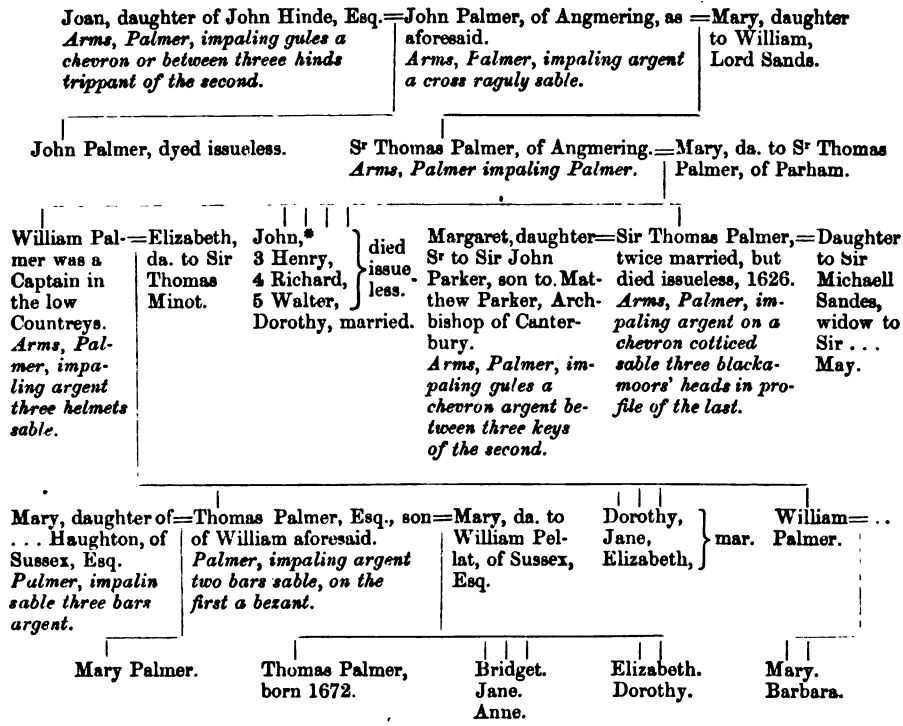 Joan, daughter of John Hinde, Esq.=
Arms, Palmer, impaling gules a
chevron or between threee hinds
trippant of the second.
John Palmer, of Angmering, as
aforesaid.
Arms, Palmer, impaling argent
a cross raguly sable.
=Mary, daughter
to William,
Lord Sands.
John Palmer, dyed issueless.
Sr Thomas Palmer, of Angmering.
Arms, Palmer impaling Palmer.
=Mary, da. to Sr Thomas
Palmer, of Parham.
William Pal-
mer was a
Captain in
the low
Countreys.
Arms, Pal-
mer, impa-
ling argent
three helmets
sable.
=Elizabeth,
da. to Sir
Thomas
Minot.
John,*
3 Henry,
4 Richard,
5 Walter,
died
issue-
less.
Dorothy, married.
Margaret, daughter
Sr to Sir John
Parker, son to Mat-
thew Parker, Arch-
bishop of Canter-
bury.
Arms, Palmer, im-
paling gules a
chevron argent be-
tween three keys
of the second.
=Sir Thomas Palmer,=
twice married, but
died issueless, 1626.
Arms, Palmer, im-
paling argent on a
chevron cotticed
sable three blacka-
moors' heads in pro-
file of the last.
Daughter
to Sir
Michaell
Sandes,
widow to
Sir . . .
May.
Mary, daughter of
. . . Haughton, of
Sussex, Esq.
Pulmer, impalin
sable three bars
argent.
=Thomas Palmer, Esq., son
of William aforesaid.
Palmer, impaling argent
two bars sable, on the
first a bezant.
=Mary, da. to
William Pel-
lat, of Sussex,
Esq.
Dorothy,
Jane,
Elizabeth,
mar.
William= . .
Palmer.
Mary Palmer.
Thomas Palmer,
born 1672.
Bridget.
Jane.
Anne.
Elizabeth.
Dorothy.
Mary.
Barbara.